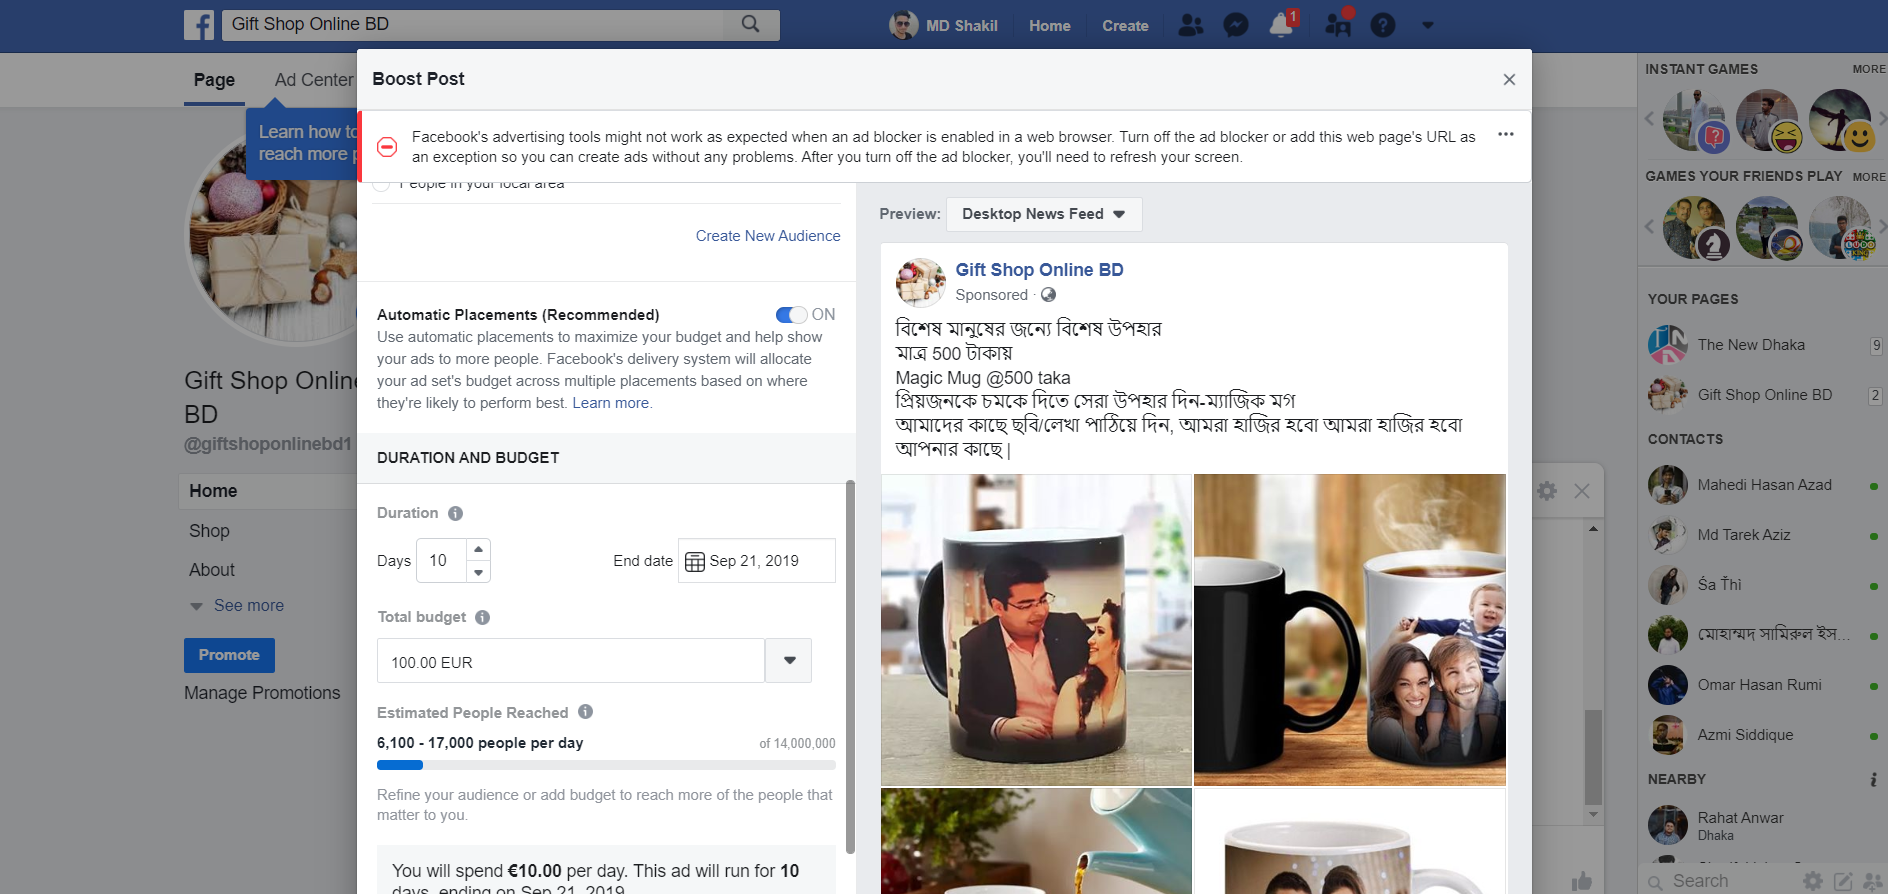 Gift Shop Online BD
MD Shakil
Home
Create
1
Page
Ad Center
Learn how to
reach more p
Gift Shop Online
BD
@giftshoponlinebd1
Home
Shop
About
See more
Promote
Manage Promotions
Boost Post
Facebook's advertising tools might not work as expected when an ad blocker is enabled in a web browser. Turn off the ad blocker or add this web page's URL as
an exception so you can create ads without any problems. After you turn off the ad blocker, you'll need to refresh your screen.
People in your local area
Create New Audience
Automatic Placements (Recommended)
ON
Use automatic placements to maximize your budget and help show
your ads to more people. Facebook's delivery system will allocate
your ad set's budget across multiple placements based on where
they're likely to perform best. Learn more.
DURATION AND BUDGET
Duration
Days 10
End date Sep 21, 2019
Total budget
100.00 EUR
Estimated People Reached
6,100 - 17,000 people per day
of 14,000,000
Refine your audience or add budget to reach more of the people that
matter to you.
You will spend €10.00 per day. This ad will run for 10
days, ending on Sep 21, 2019
Preview: Desktop News Feed
Gift Shop Online BD
Sponsored ·
বিশেষ মানুষের জন্যে বিশেষ উপহার
মাত্র 500 টাকায়
Magic Mug @500 taka
প্রিয়জনকে চমকে দিতে সেরা উপহার দিন-ম্যাজিক মগ
আমাদের কাছে ছবি/লেখা পাঠিয়ে দিন, আমরা হাজির হবো আমরা হাজির হবো
আপনার কাছে|
INSTANT GAMES
MORE
GAMES YOUR FRIENDS PLAY
MORE
LUDO
KING
YOUR PAGES
The New Dhaka
9
Gift Shop Online BD
2
CONTACTS
Mahedi Hasan Azad
Md Tarek Aziz
Śa Ťhì
মোহাম্মদ সামিরুল ইস...
Omar Hasan Rumi
Azmi Siddique
NEARBY
Rahat Anwar
Dhaka
Search